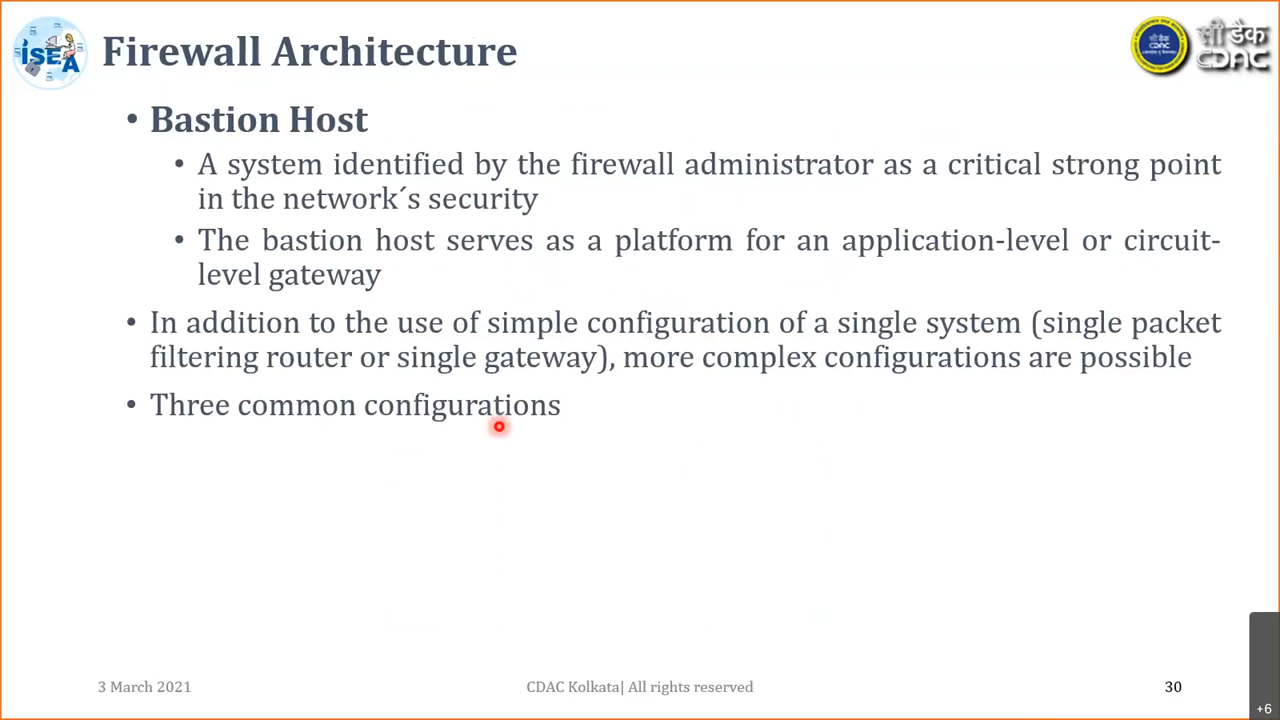 ISEA
Firewall Architecture
सी डैक
CDAC
सी डैक
CDAC
• Bastion Host
• A system identified by the firewall administrator as a critical strong point
in the network´s security
• The bastion host serves as a platform for an application-level or circuit-
level gateway
• In addition to the use of simple configuration of a single system (single packet
filtering router or single gateway), more complex configurations are possible
• Three common configurations
3 March 2021
CDAC Kolkata| All rights reserved
30
+6